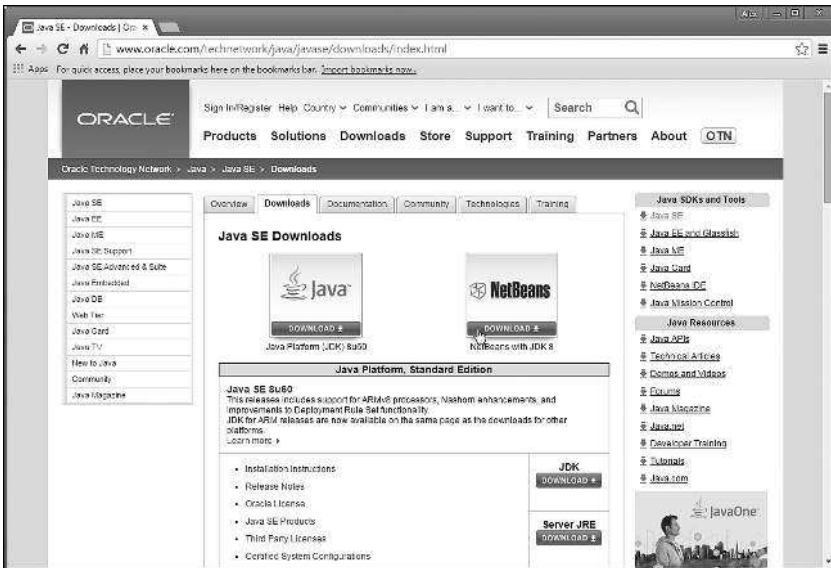 Java SE - Downloads | Or
Alex
www.oracle.com/technetwork/java/javase/downloads/index.html
Apps For quick access, place your bookmarks here on the bookmarks bar. Import bookmarks now...
ORACLE
Sign In/Register Help Country Communities I am a... I want to... Search
Products Solutions Downloads Store Support Training Partners About OTN
Oracle Technology Network > Java > Java SE > Downloads
Java SE
Java EE
Java ME
Java SE Support
Java SE Advanced & Suite
Java Embedded
Java DB
Web Tier
Java Card
Java TV
New to Java
Community
Java Magazine
Overview Downloads Documentation Community Technologies Training
Java SE Downloads
Java
DOWNLOAD
Java Platform (JDK) 8u60
NetBeans
DOWNLOAD
NetBeans with JDK 8
Java Platform, Standard Edition
Java SE 8u60
This releases includes support for ARMv8 processors, Nashorn enhancements, and
improvements to Deployment Rule Set functionality.
JDK for ARM releases are now available on the same page as the downloads for other
platforms.
Learn more
• Installation Instructions
• Release Notes
• Oracle License
• Java SE Products
• Third Party Licenses
• Certified System Configurations
JDK
DOWNLOAD
Server JRE
DOWNLOAD
Java SDKs and Tools
Java SE
Java EE and Glassfish
Java ME
Java Card
NetBeans IDE
Java Mission Control
Java Resources
Java APIs
Technical Articles
Demos and Videos
Forums
Java Magazine
Java.net
Developer Training
Tutorials
Java.com
JavaOne